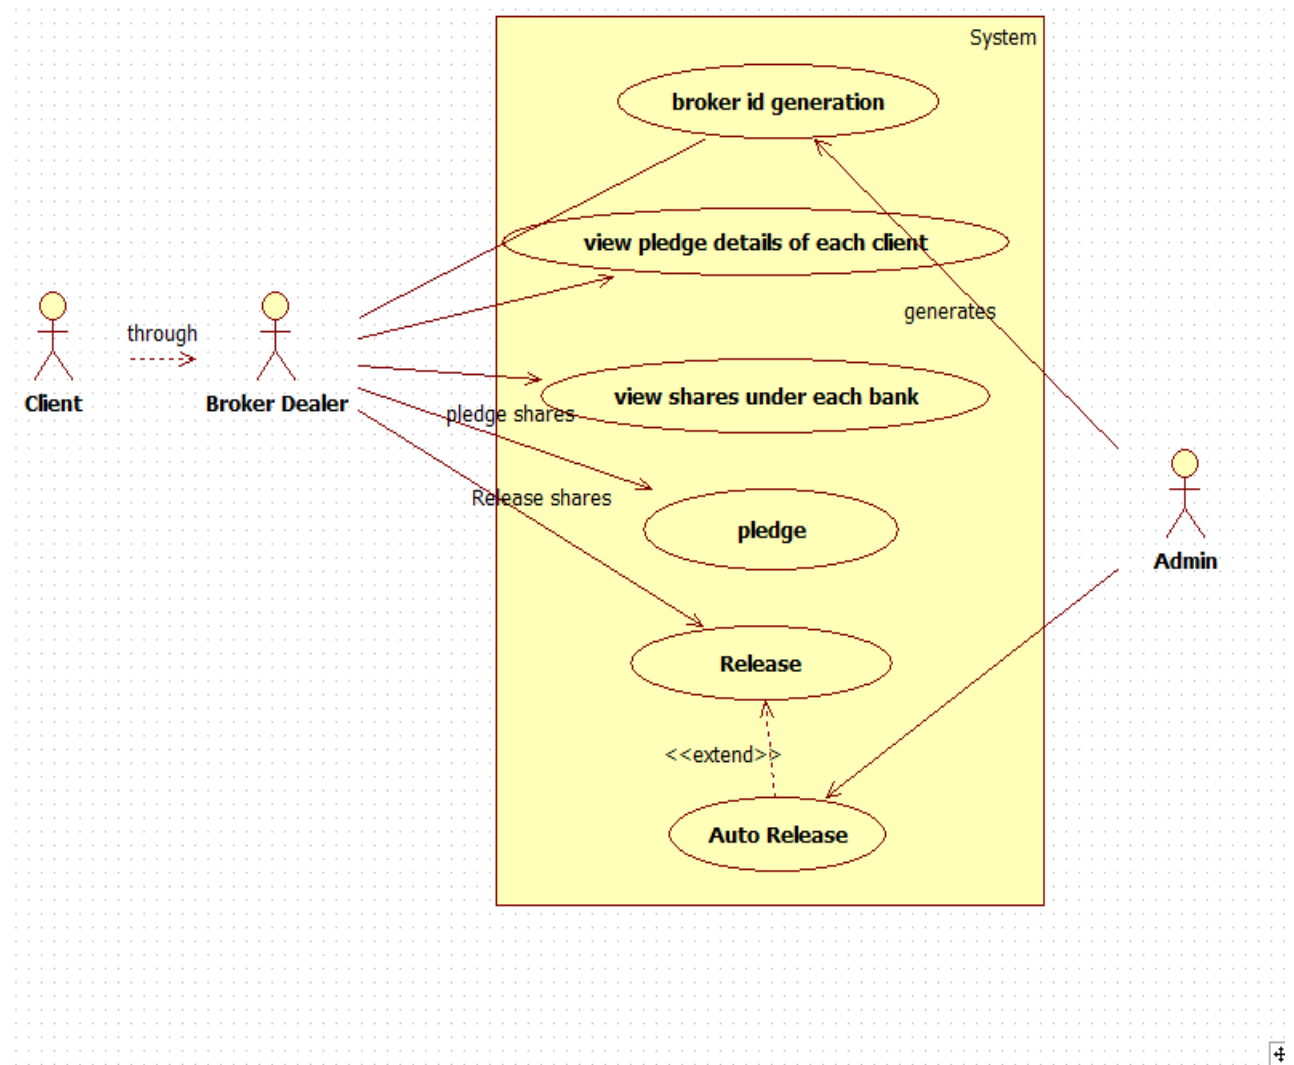 System
broker id generation
view pledge details of each client
generates
through
Client
Broker Dealer
view shares under each bank
pledge shares
Release shares
pledge
Admin
Release
<<extend>>
Auto Release